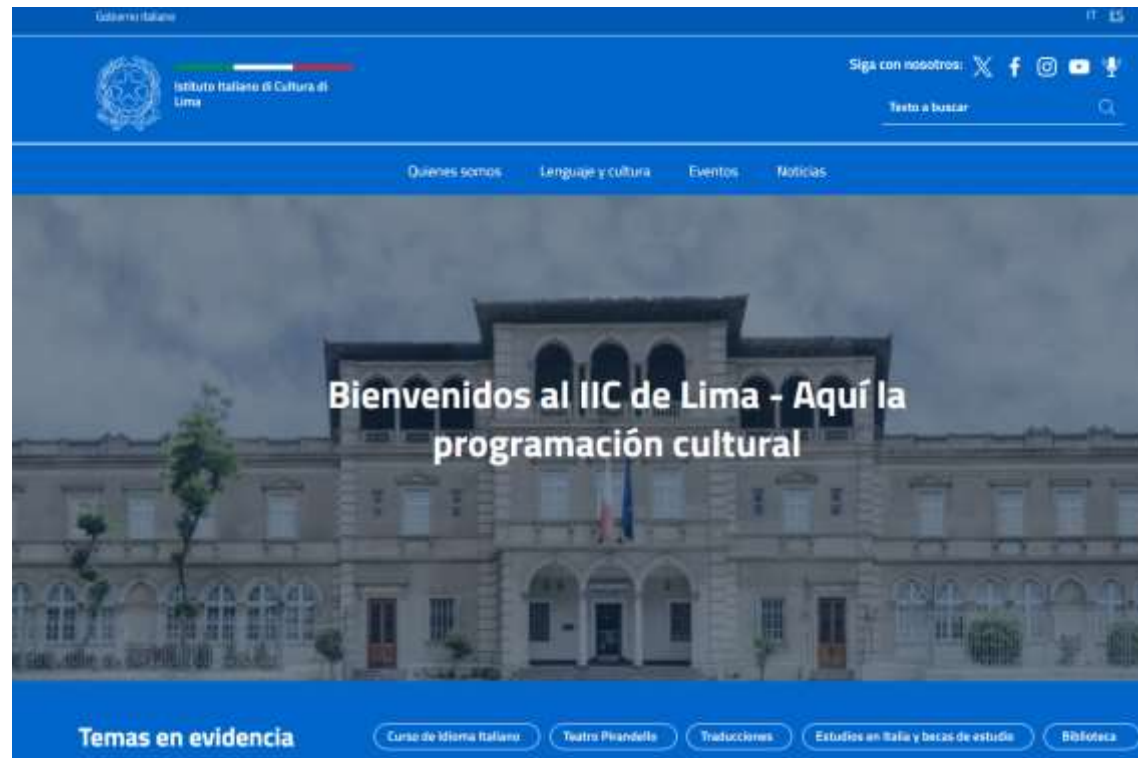 Gobierno Italiano
IT ES
Istituto Italiano di Cultura di
Lima
Siga con nosotros:
Texto a buscar
Quienes somos Lenguaje y cultura Eventos Noticias
Bienvenidos al IIC de Lima - Aquí la
programación cultural
Temas en evidencia
Curso de Idioma Italiano Teatro Pirandello Traducciones Estudios en Italia y becas de estudio Biblioteca